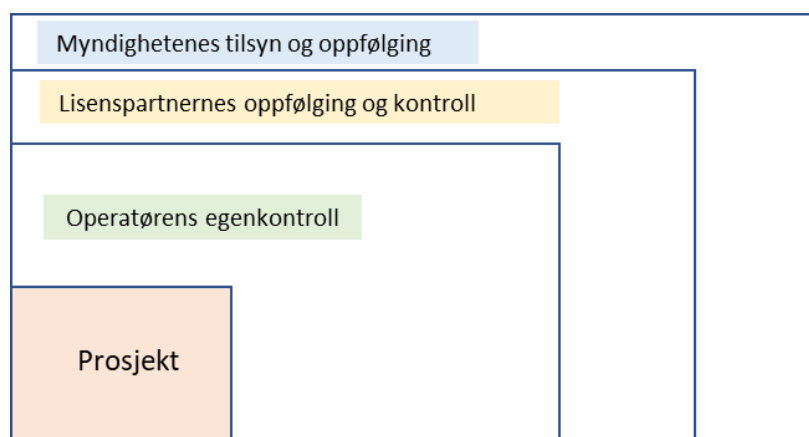 Myndighetenes tilsyn og oppfølging
Lisenspartnernes oppfølging og kontroll
Operatørens egenkontroll
Prosjekt